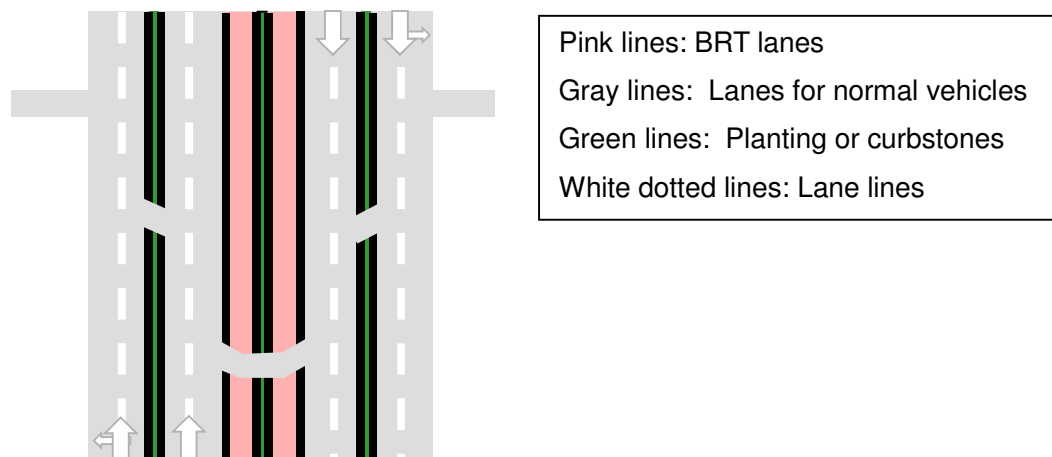 Pink lines: BRT lanes
Gray lines:  Lanes for normal vehicles
Green lines:  Planting or curbstones
White dotted lines: Lane lines